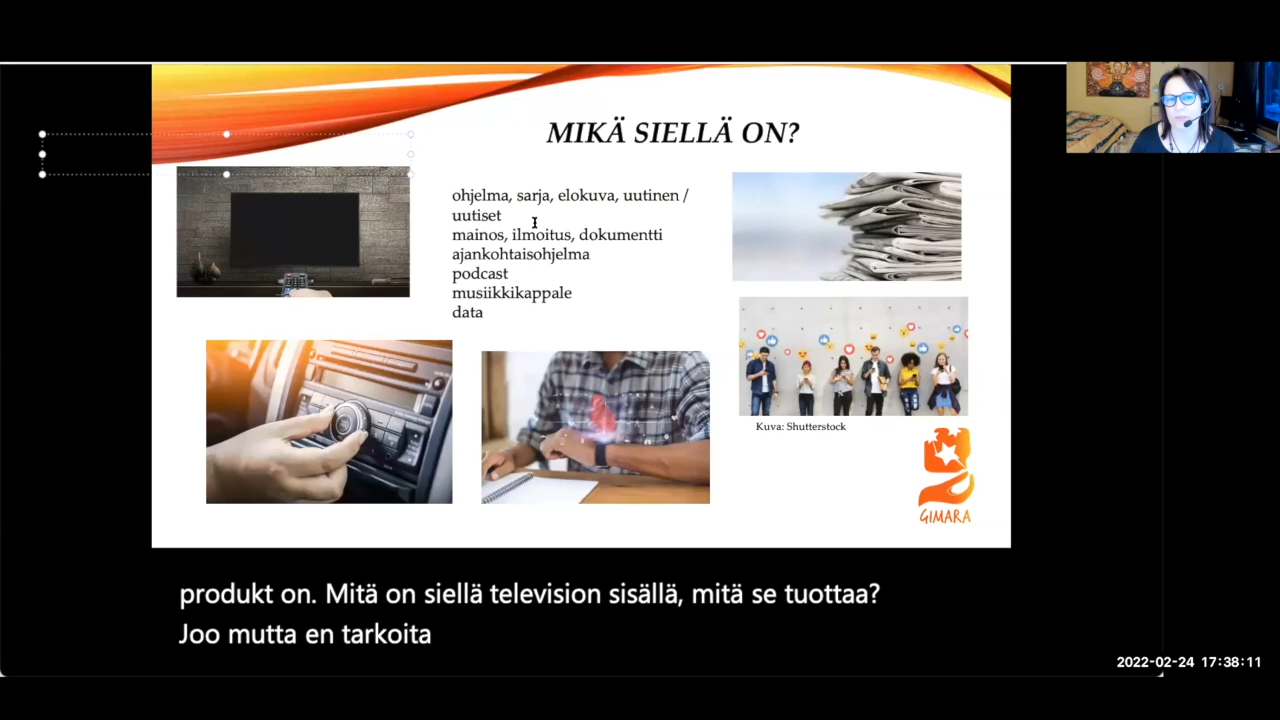 MIKÄ SIELLÄ ON?
ohjelma, sarja, elokuva, uutinen /
uutiset
mainos, ilmoitus, dokumentti
ajankohtaisohjelma
podcast
musiikkikappale
data
Kuva: Shutterstock
GIMARA
produkt on. Mitä on siellä television sisällä, mitä se tuottaa?
Joo mutta en tarkoita
2022-02-24 17:38:11